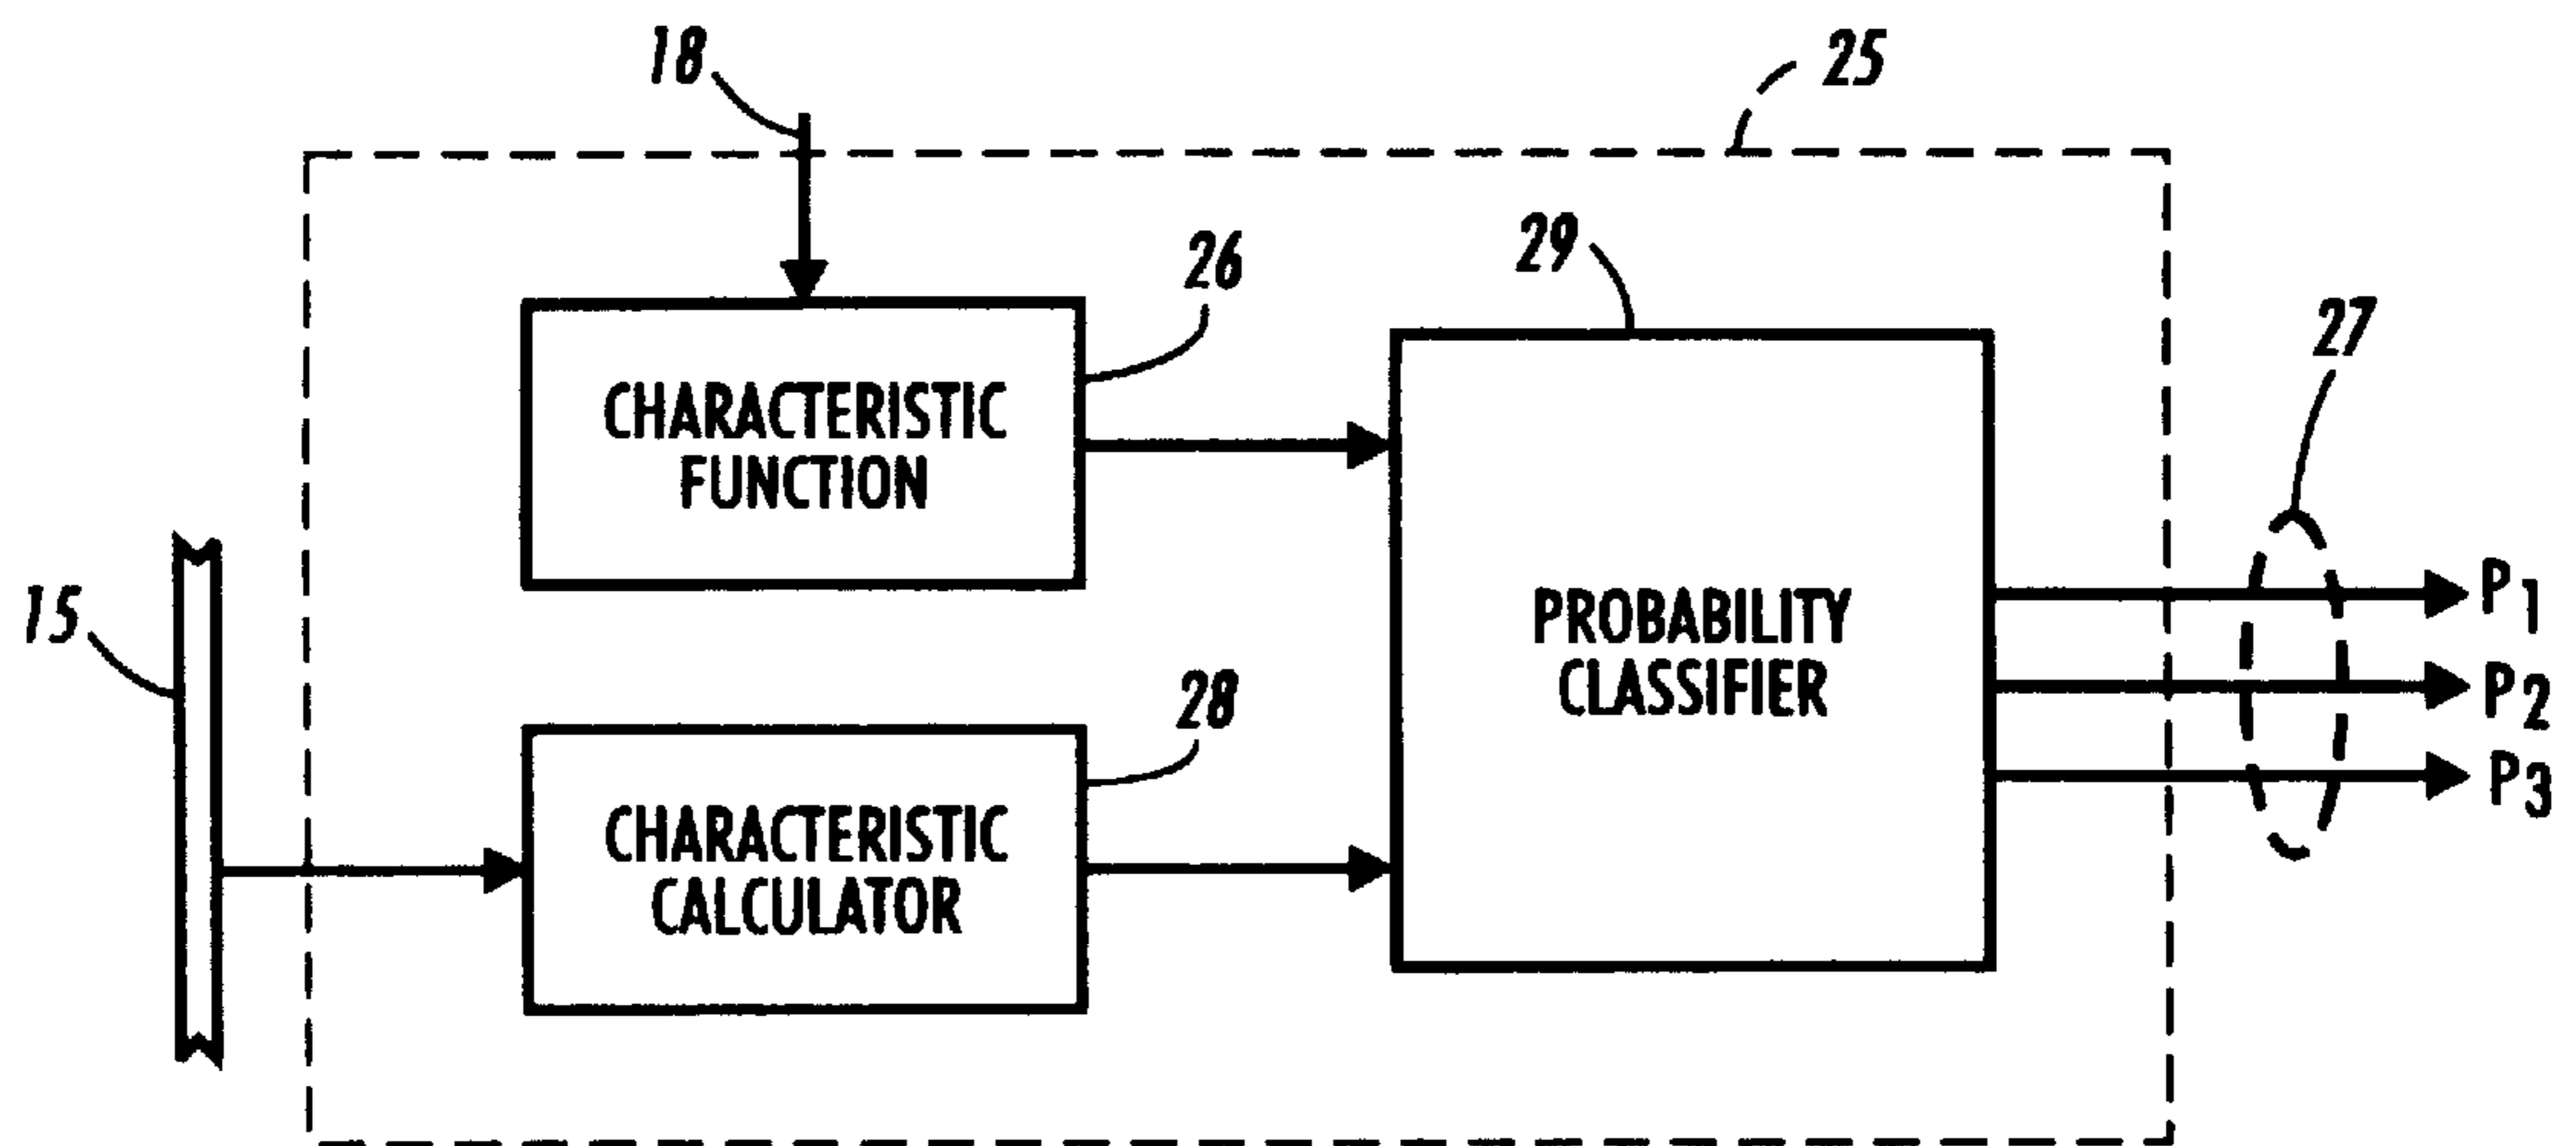 18
25
26
29
27
CHARACTERISTIC
FUNCTION
15
PROBABILITY
CLASSIFIER
P1
P2
P3
28
CHARACTERISTIC
CALCULATOR